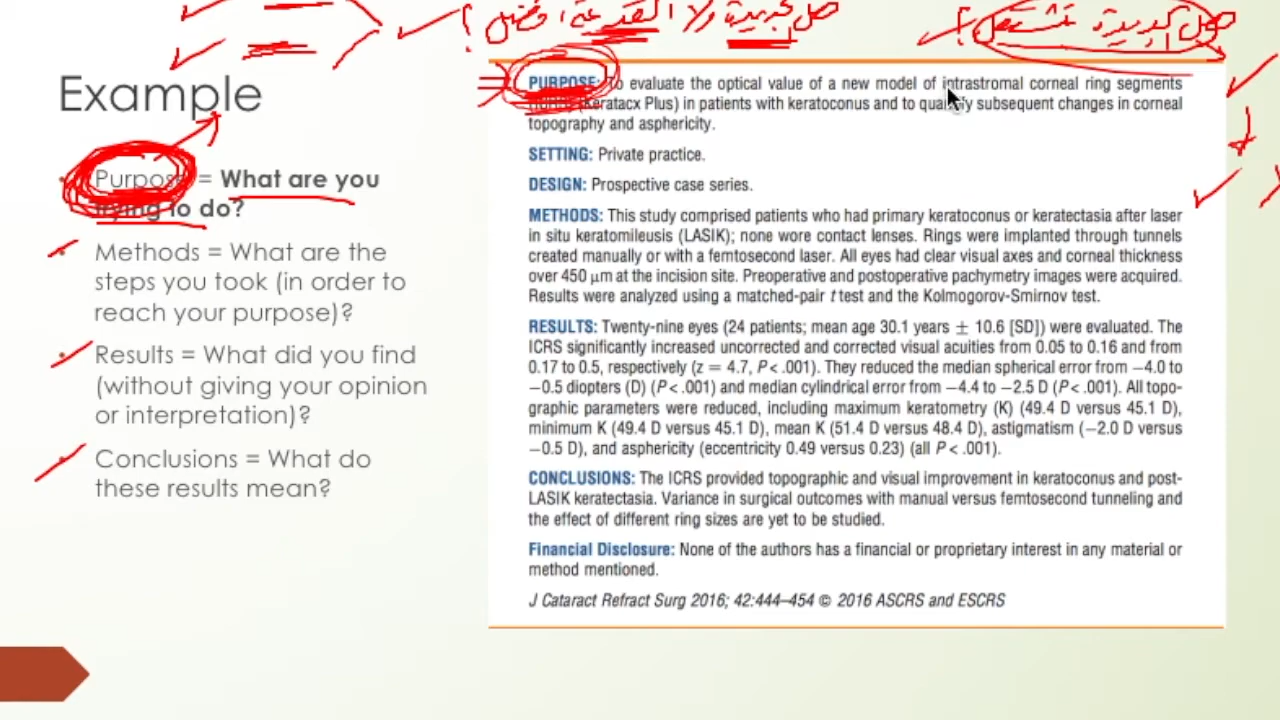 هل جديدة ولا القديمة أفضل ؟
هل جديدة تشتغل ؟
Example
Purpose = What are you
trying to do?
Methods = What are the
steps you took (in order to
reach your purpose)?
Results = What did you find
(without giving your opinion
or interpretation)?
Conclusions = What do
these results mean?
PURPOSE: To evaluate the optical value of a new model of intrastromal corneal ring segments
(Keratacx Plus) in patients with keratoconus and to qualify subsequent changes in corneal
topography and asphericity.
SETTING: Private practice.
DESIGN: Prospective case series.
METHODS: This study comprised patients who had primary keratoconus or keratectasia after laser
in situ keratomileusis (LASIK); none wore contact lenses. Rings were implanted through tunnels
created manually or with a femtosecond laser. All eyes had clear visual axes and corneal thickness
over 450 μm at the incision site. Preoperative and postoperative pachymetry images were acquired.
Results were analyzed using a matched-pair t test and the Kolmogorov-Smirnov test.
RESULTS: Twenty-nine eyes (24 patients; mean age 30.1 years ± 10.6 [SD]) were evaluated. The
ICRS significantly increased uncorrected and corrected visual acuities from 0.05 to 0.16 and from
0.17 to 0.5, respectively (z = 4.7, P< .001). They reduced the median spherical error from −4.0 to
−0.5 diopters (D) (P< .001) and median cylindrical error from −4.4 to −2.5 D (P< .001). All topo-
graphic parameters were reduced, including maximum keratometry (K) (49.4 D versus 45.1 D),
minimum K (49.4 D versus 45.1 D), mean K (51.4 D versus 48.4 D), astigmatism (−2.0 D versus
−0.5 D), and asphericity (eccentricity 0.49 versus 0.23) (all P< .001).
CONCLUSIONS: The ICRS provided topographic and visual improvement in keratoconus and post-
LASIK keratectasia. Variance in surgical outcomes with manual versus femtosecond tunneling and
the effect of different ring sizes are yet to be studied.
Financial Disclosure: None of the authors has a financial or proprietary interest in any material or
method mentioned.
J Cataract Refract Surg 2016; 42:444–454 © 2016 ASCRS and ESCRS